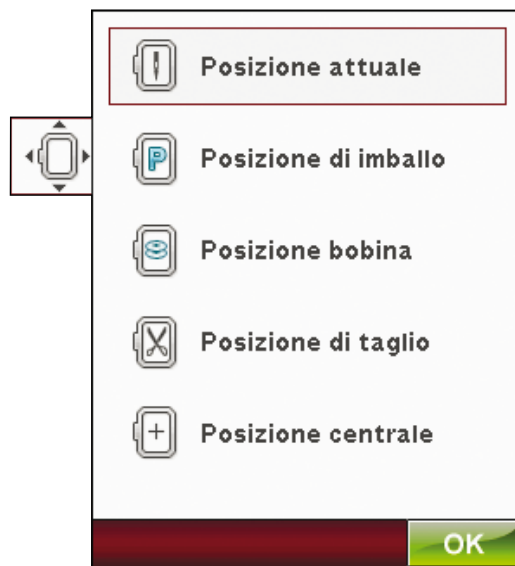 Posizione attuale
P
Posizione di imballo
Posizione bobina
Posizione di taglio
Posizione centrale
OK